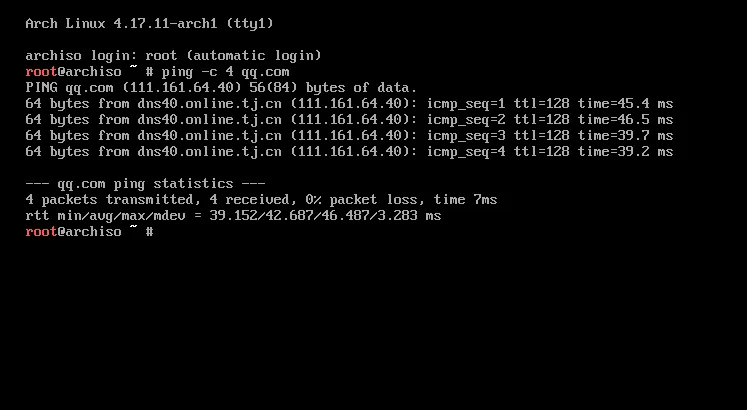 Arch Linux 4.17.11-arch1 (tty1)
archiso login: root (automatic login)
root@archiso ~ # ping -c 4 qq.com
PING qq.com (111.161.64.40) 56(84) bytes of data.
64 bytes from dns40.online.tj.cn (111.161.64.40): icmp_seq=1 ttl=128 time=45.4 ms
64 bytes from dns40.online.tj.cn (111.161.64.40): icmp_seq=2 ttl=128 time=46.5 ms
64 bytes from dns40.online.tj.cn (111.161.64.40): icmp_seq=3 ttl=128 time=39.7 ms
64 bytes from dns40.online.tj.cn (111.161.64.40): icmp_seq=4 ttl=128 time=39.2 ms
--- qq.com ping statistics ---
4 packets transmitted, 4 received, 0% packet loss, time 7ms
rtt min/avg/max/mdev = 39.152/42.687/46.487/3.283 ms
root@archiso ~ #